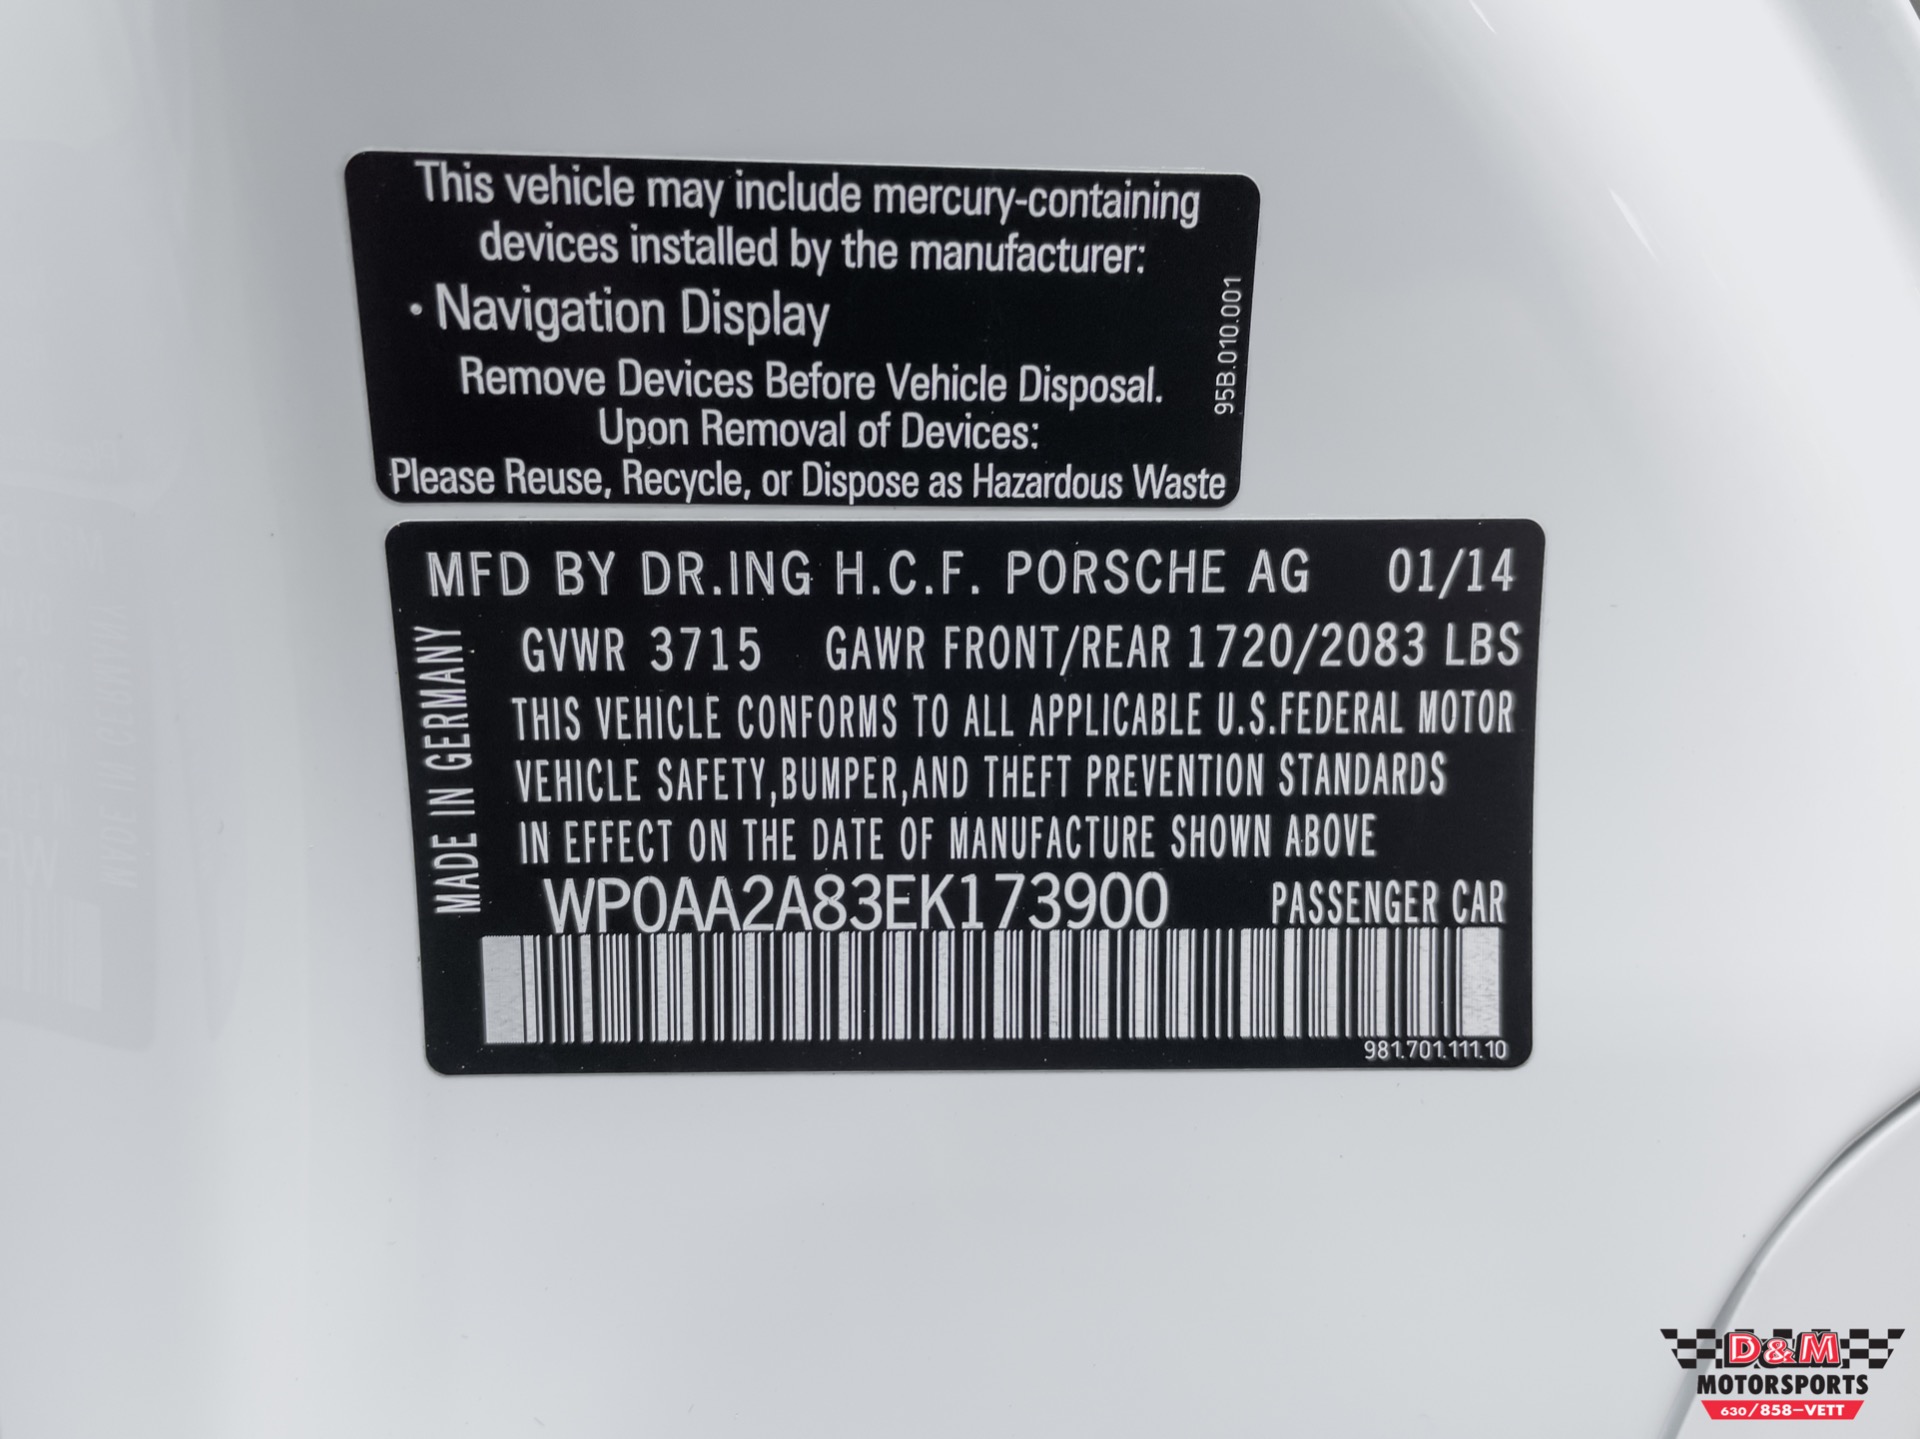 This vehicle may include mercury-containing
devices installed by the manufacturer:
• Navigation Display
Remove Devices Before Vehicle Disposal.
Upon Removal of Devices:
Please Reuse, Recycle, or Dispose as Hazardous Waste
95B.010.001
MFD BY DR.ING H.C.F. PORSCHE AG 01/14
GVWR 3715 GAWR FRONT/REAR 1720/2083 LBS
THIS VEHICLE CONFORMS TO ALL APPLICABLE U.S.FEDERAL MOTOR
VEHICLE SAFETY,BUMPER,AND THEFT PREVENTION STANDARDS
IN EFFECT ON THE DATE OF MANUFACTURE SHOWN ABOVE
WP0AA2A83EK173900 PASSENGER CAR
981.701.111.10
MADE IN GERMANY
D&M
MOTORSPORTS
630/858-VETT